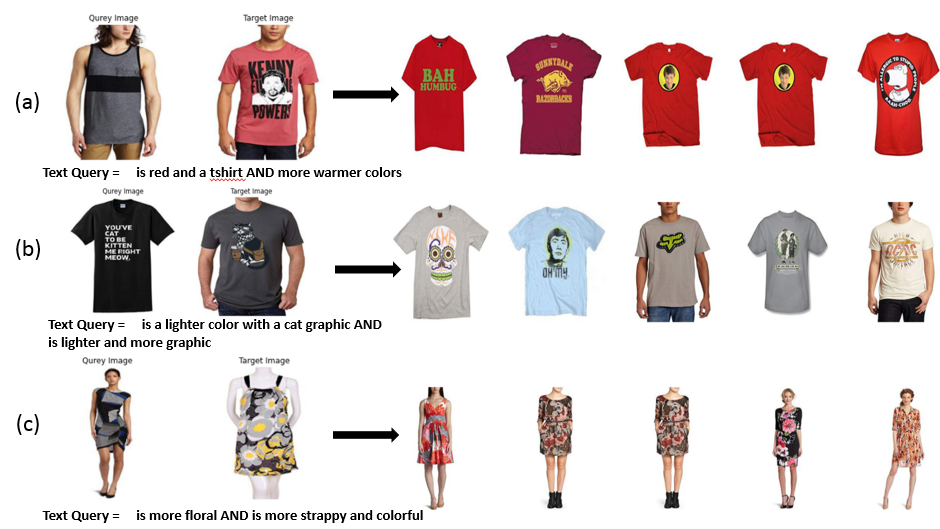 Qurey Image
Target Image
(a)
KENNY
POWERS
BAH
HUMBUG
SUNNYDALE
RAZORBACKS
Text Query = is red and a tshirt AND more warmer colors
Qurey Image
Target Image
(b)
YOU'VE
CAT
TO BE
KITTEN
ME RIGHT
MEOW.
OH MY
Text Query = is a lighter color with a cat graphic AND
is lighter and more graphic
Qurey Image
Target Image
(c)
Text Query = is more floral AND is more strappy and colorful